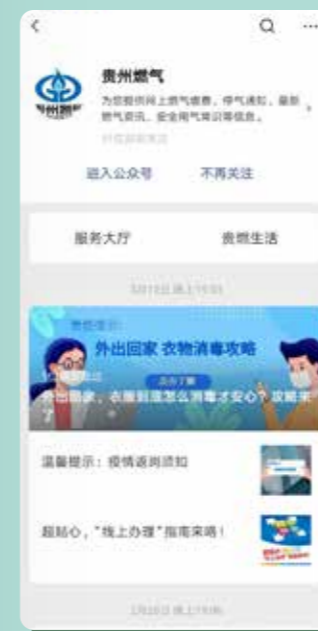 贵州燃气
为您提供网上燃气缴费，停气通知，最新
燃气资讯、安全用气常识等信息。
进入公众号
不再关注
服务大厅
贵燃生活
外出回家 衣物消毒攻略
外出回家，衣服到底怎么消毒才安心？攻略来
了
温馨提示：疫情返岗须知
超贴心，“线上办理”指南来咯！